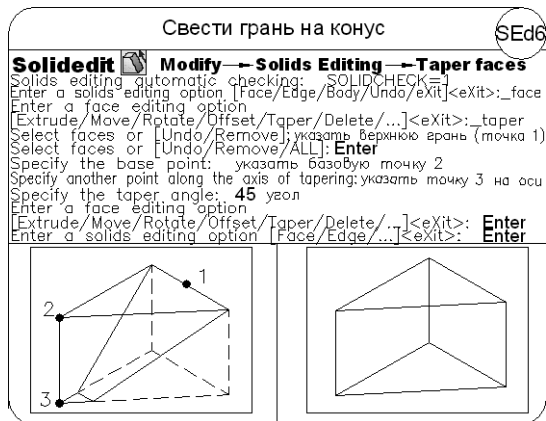 Свести грань на конус
SEd6
Solidedit Modify→Solids Editing→Taper faces
Solids editing automatic checking: SOLIDCHECK=1
Enter a solids editing option [Face/Edge/Body/Undo/eXit]<eXit>:_face
Enter a face editing option
[Extrude/Move/Rotate/Offset/Taper/Delete/...]<eXit>:_taper
Select faces or [Undo/Remove]: указать верхнюю грань (точка 1)
Select faces or [Undo/Remove/ALL]: Enter
Specify the base point: указать базовую точку 2
Specify another point along the axis of tapering: указать точку 3 на оси
Specify the taper angle: 45 угол
Enter a face editing option
[Extrude/Move/Rotate/Offset/Taper/Delete/...]<eXit>: Enter
Enter a solids editing option [Face/Edge/...]<eXit>: Enter
1
2
3